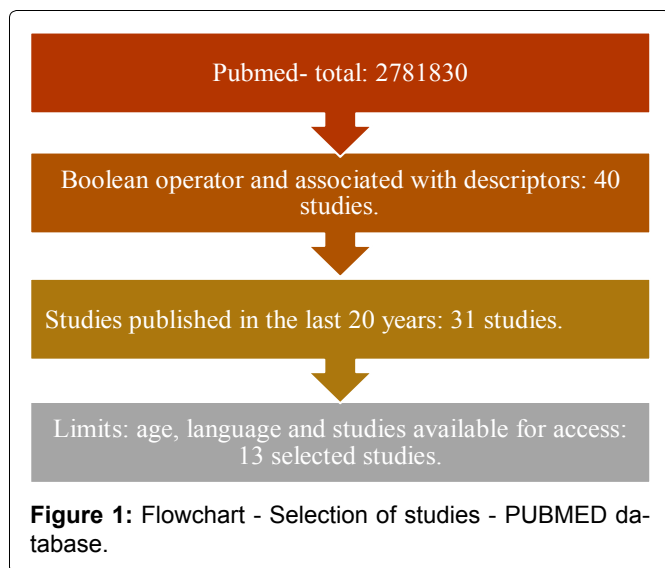 Pubmed- total: 2781830
Boolean operator and associated with descriptors: 40
studies.
Studies published in the last 20 years: 31 studies.
Limits: age, language and studies available for access:
13 selected studies.
Figure 1: Flowchart - Selection of studies - PUBMED da-
tabase.